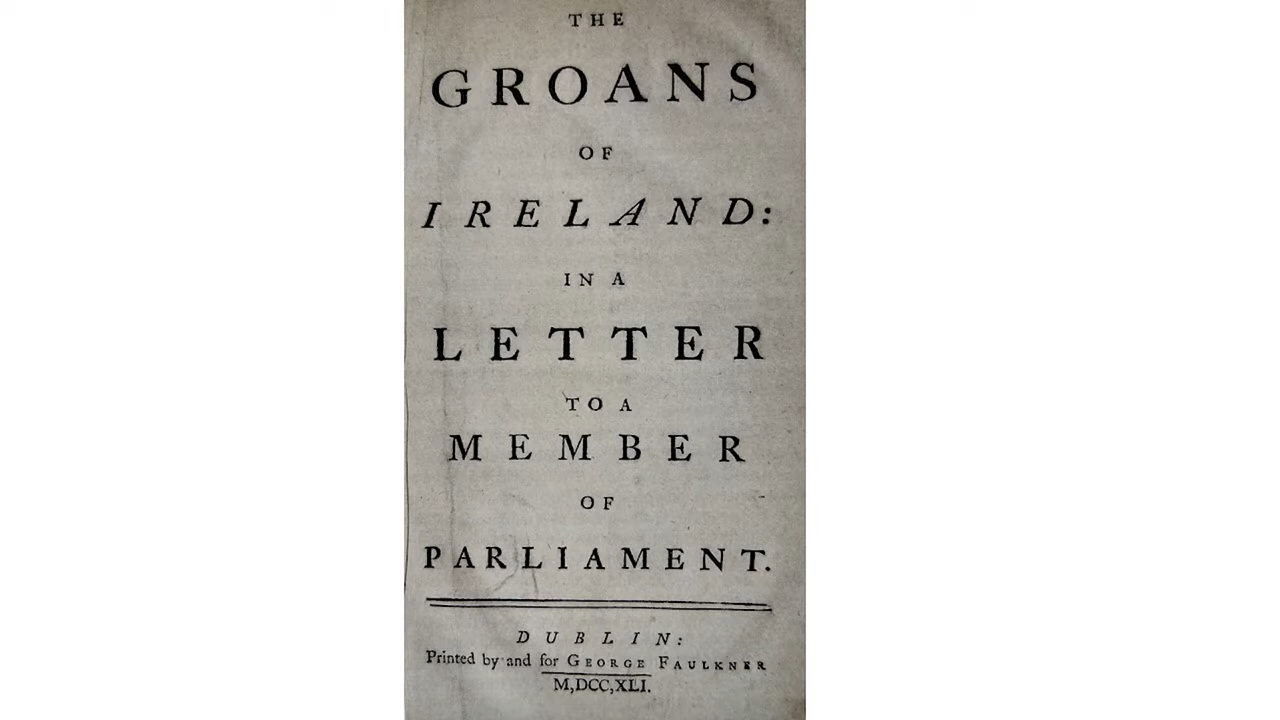 THE
GROANS
OF
IRELAND:
IN A
LETTER
TO A
MEMBER
OF
PARLIAMENT.
DUBLIN:
Printed by and for GEORGE FAULKNER
M,DCC,XLI.